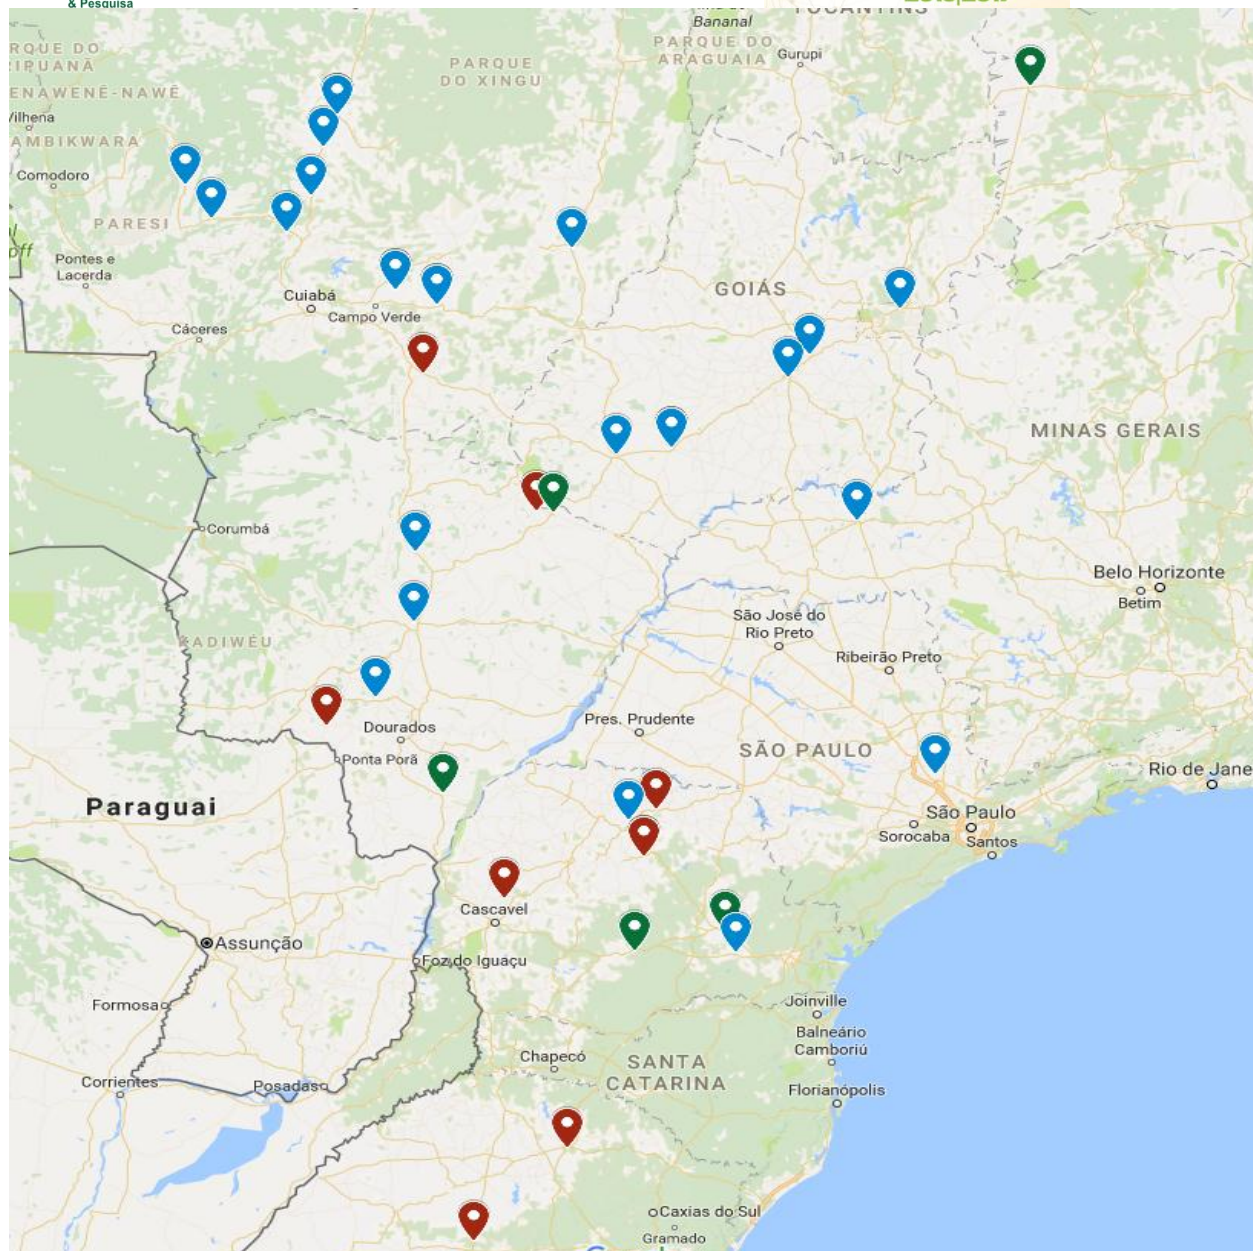 & Pesquisa
Bananal
TOCANTINS
PARQUE DO
ARAGUAIA
Gurupi
PARQUE
DO XINGU
RQUE DO
RIPUANÃ
ENAWENÊ-NAWÊ
Vilhena
AMBIKWARA
Comodoro
PARESI
Pontes e
Lacerda
Cuiabá
Campo Verde
Cáceres
GOIÁS
MINAS GERAIS
Corumbá
Belo Horizonte
Betim
São José do
Rio Preto
KADIWÉU
Ribeirão Preto
Dourados
Pres. Prudente
Ponta Porã
SÃO PAULO
Rio de Jane
Paraguai
São Paulo
Sorocaba
Santos
Cascavel
Assunção
Foz do Iguaçu
Formosa
Joinville
Balneário
Camboriú
Chapecó
SANTA
CATARINA
Corrientes
Posadas
Florianópolis
Caxias do Sul
Gramado